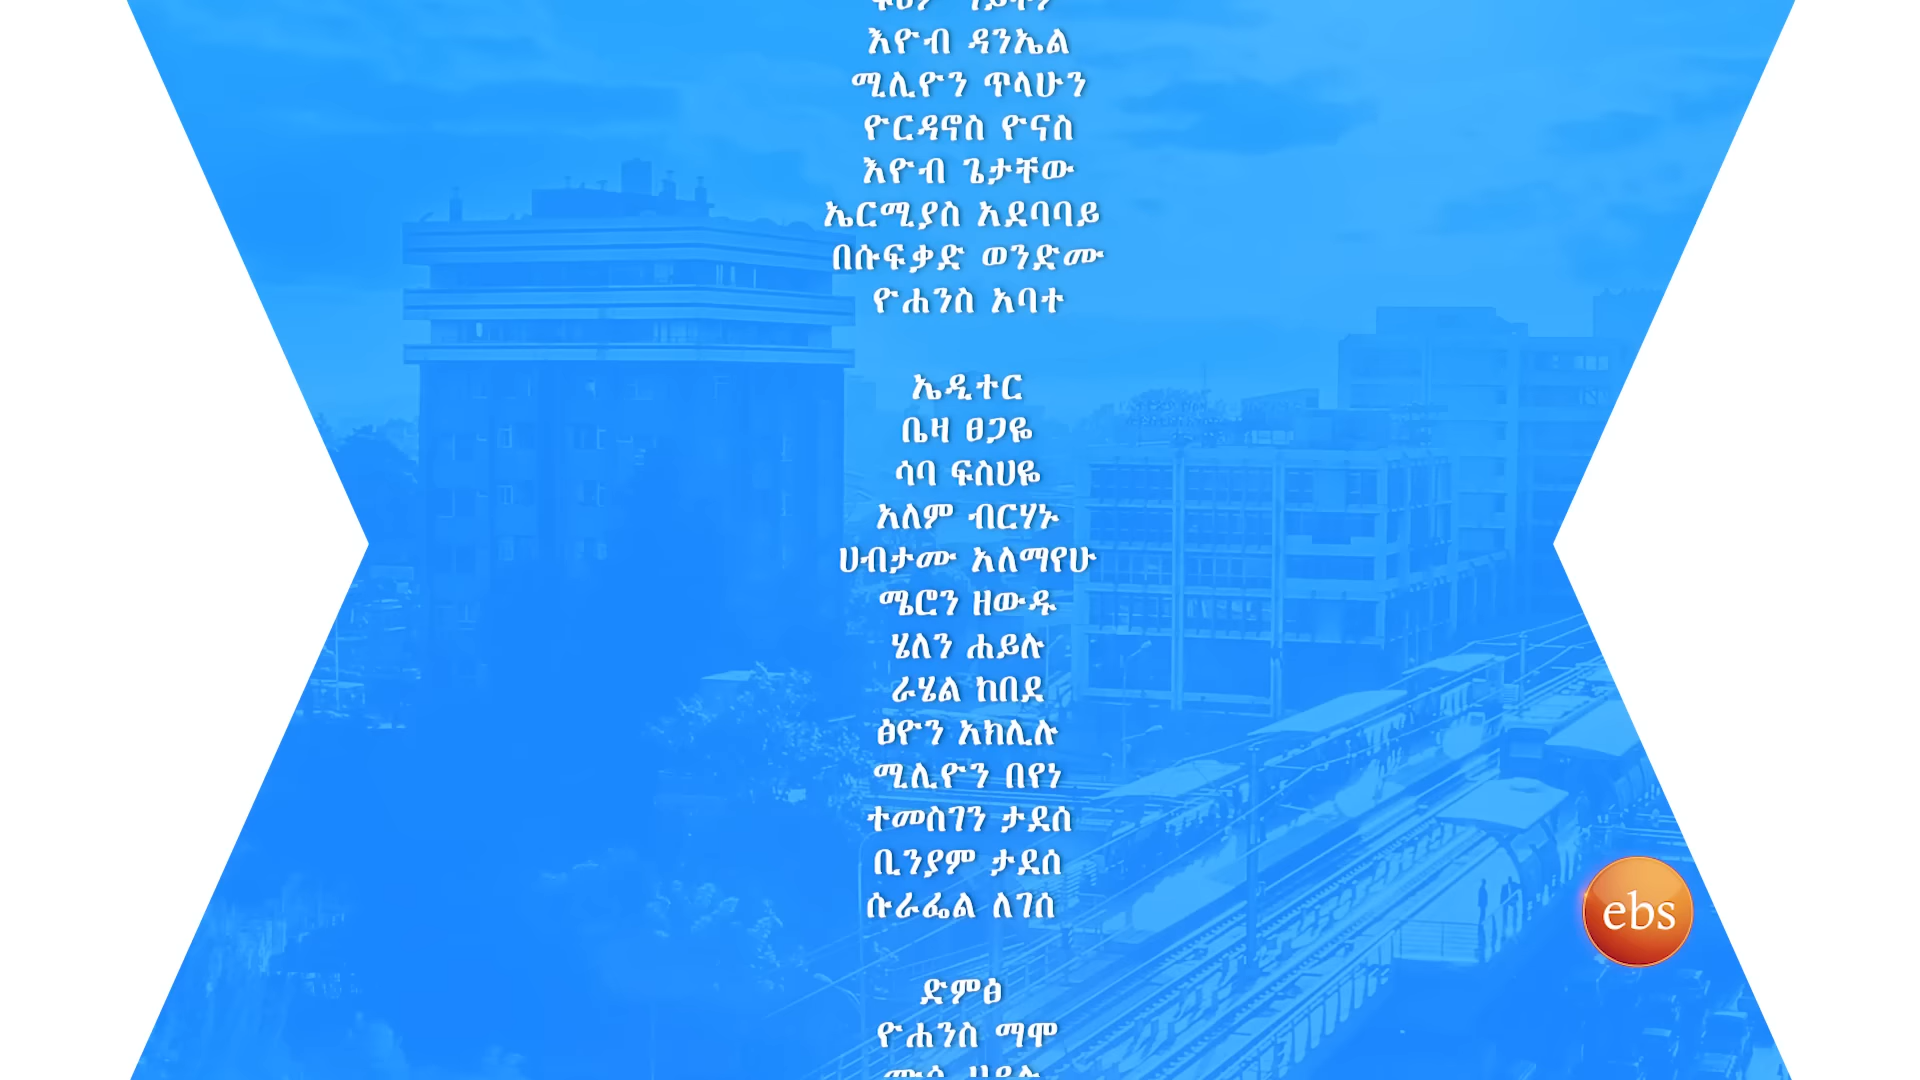 እዮብ ዳንኤል
ሚሊዮን ጥላሁን
ዮርዳኖስ ዮናስ
እዮብ ጌታቸው
ኤርሚያስ አደባባይ
በሱፍቃድ ወንድሙ
ዮሐንስ አባተ
ኤዲተር
ቤዛ ፀጋዬ
ሳባ ፍስሀዬ
አለም ብርሃኑ
ሀብታሙ አለማየሁ
ሜሮን ዘውዱ
ሄለን ሐይሉ
ራሄል ከበደ
ፅዮን አክሊሉ
ሚሊዮን በየነ
ተመስገን ታደሰ
ቢንያም ታደሰ
ሱራፌል ለገሰ
ebs
ድምፅ
ዮሐንስ ማሞ